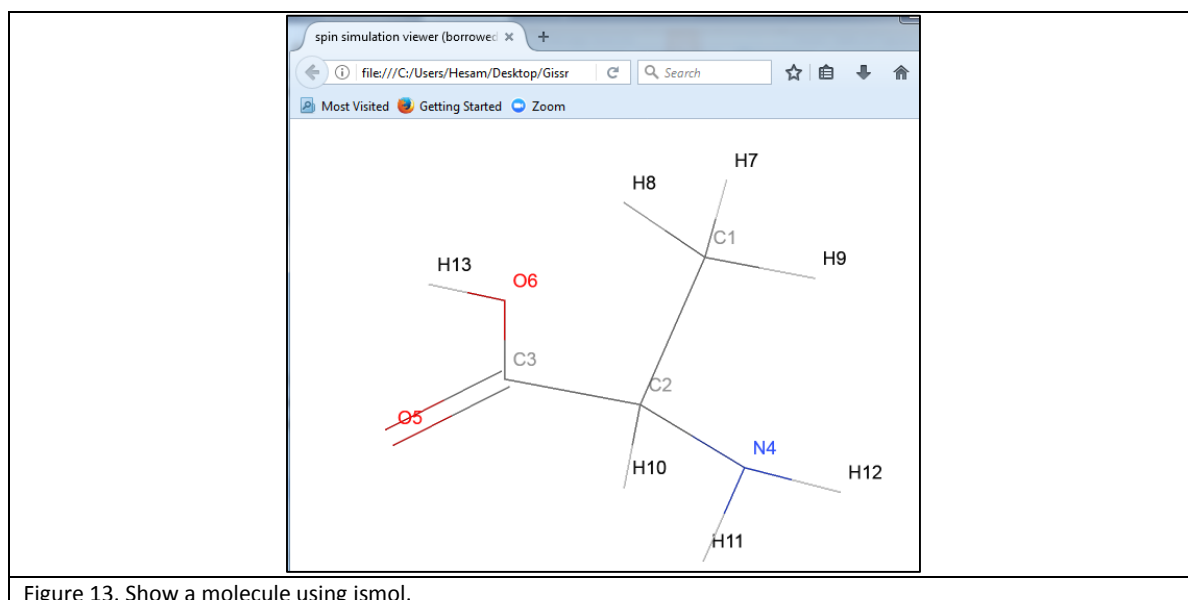 spin simulation viewer (borrowed
file:///C:/Users/Hesam/Desktop/Gissr
Search
Most Visited Getting Started Zoom
H7
H8
C1
H9
H13
O6
C3
C2
O5
N4
H10
H12
H11
Figure 13. Show a molecule using jsmol.